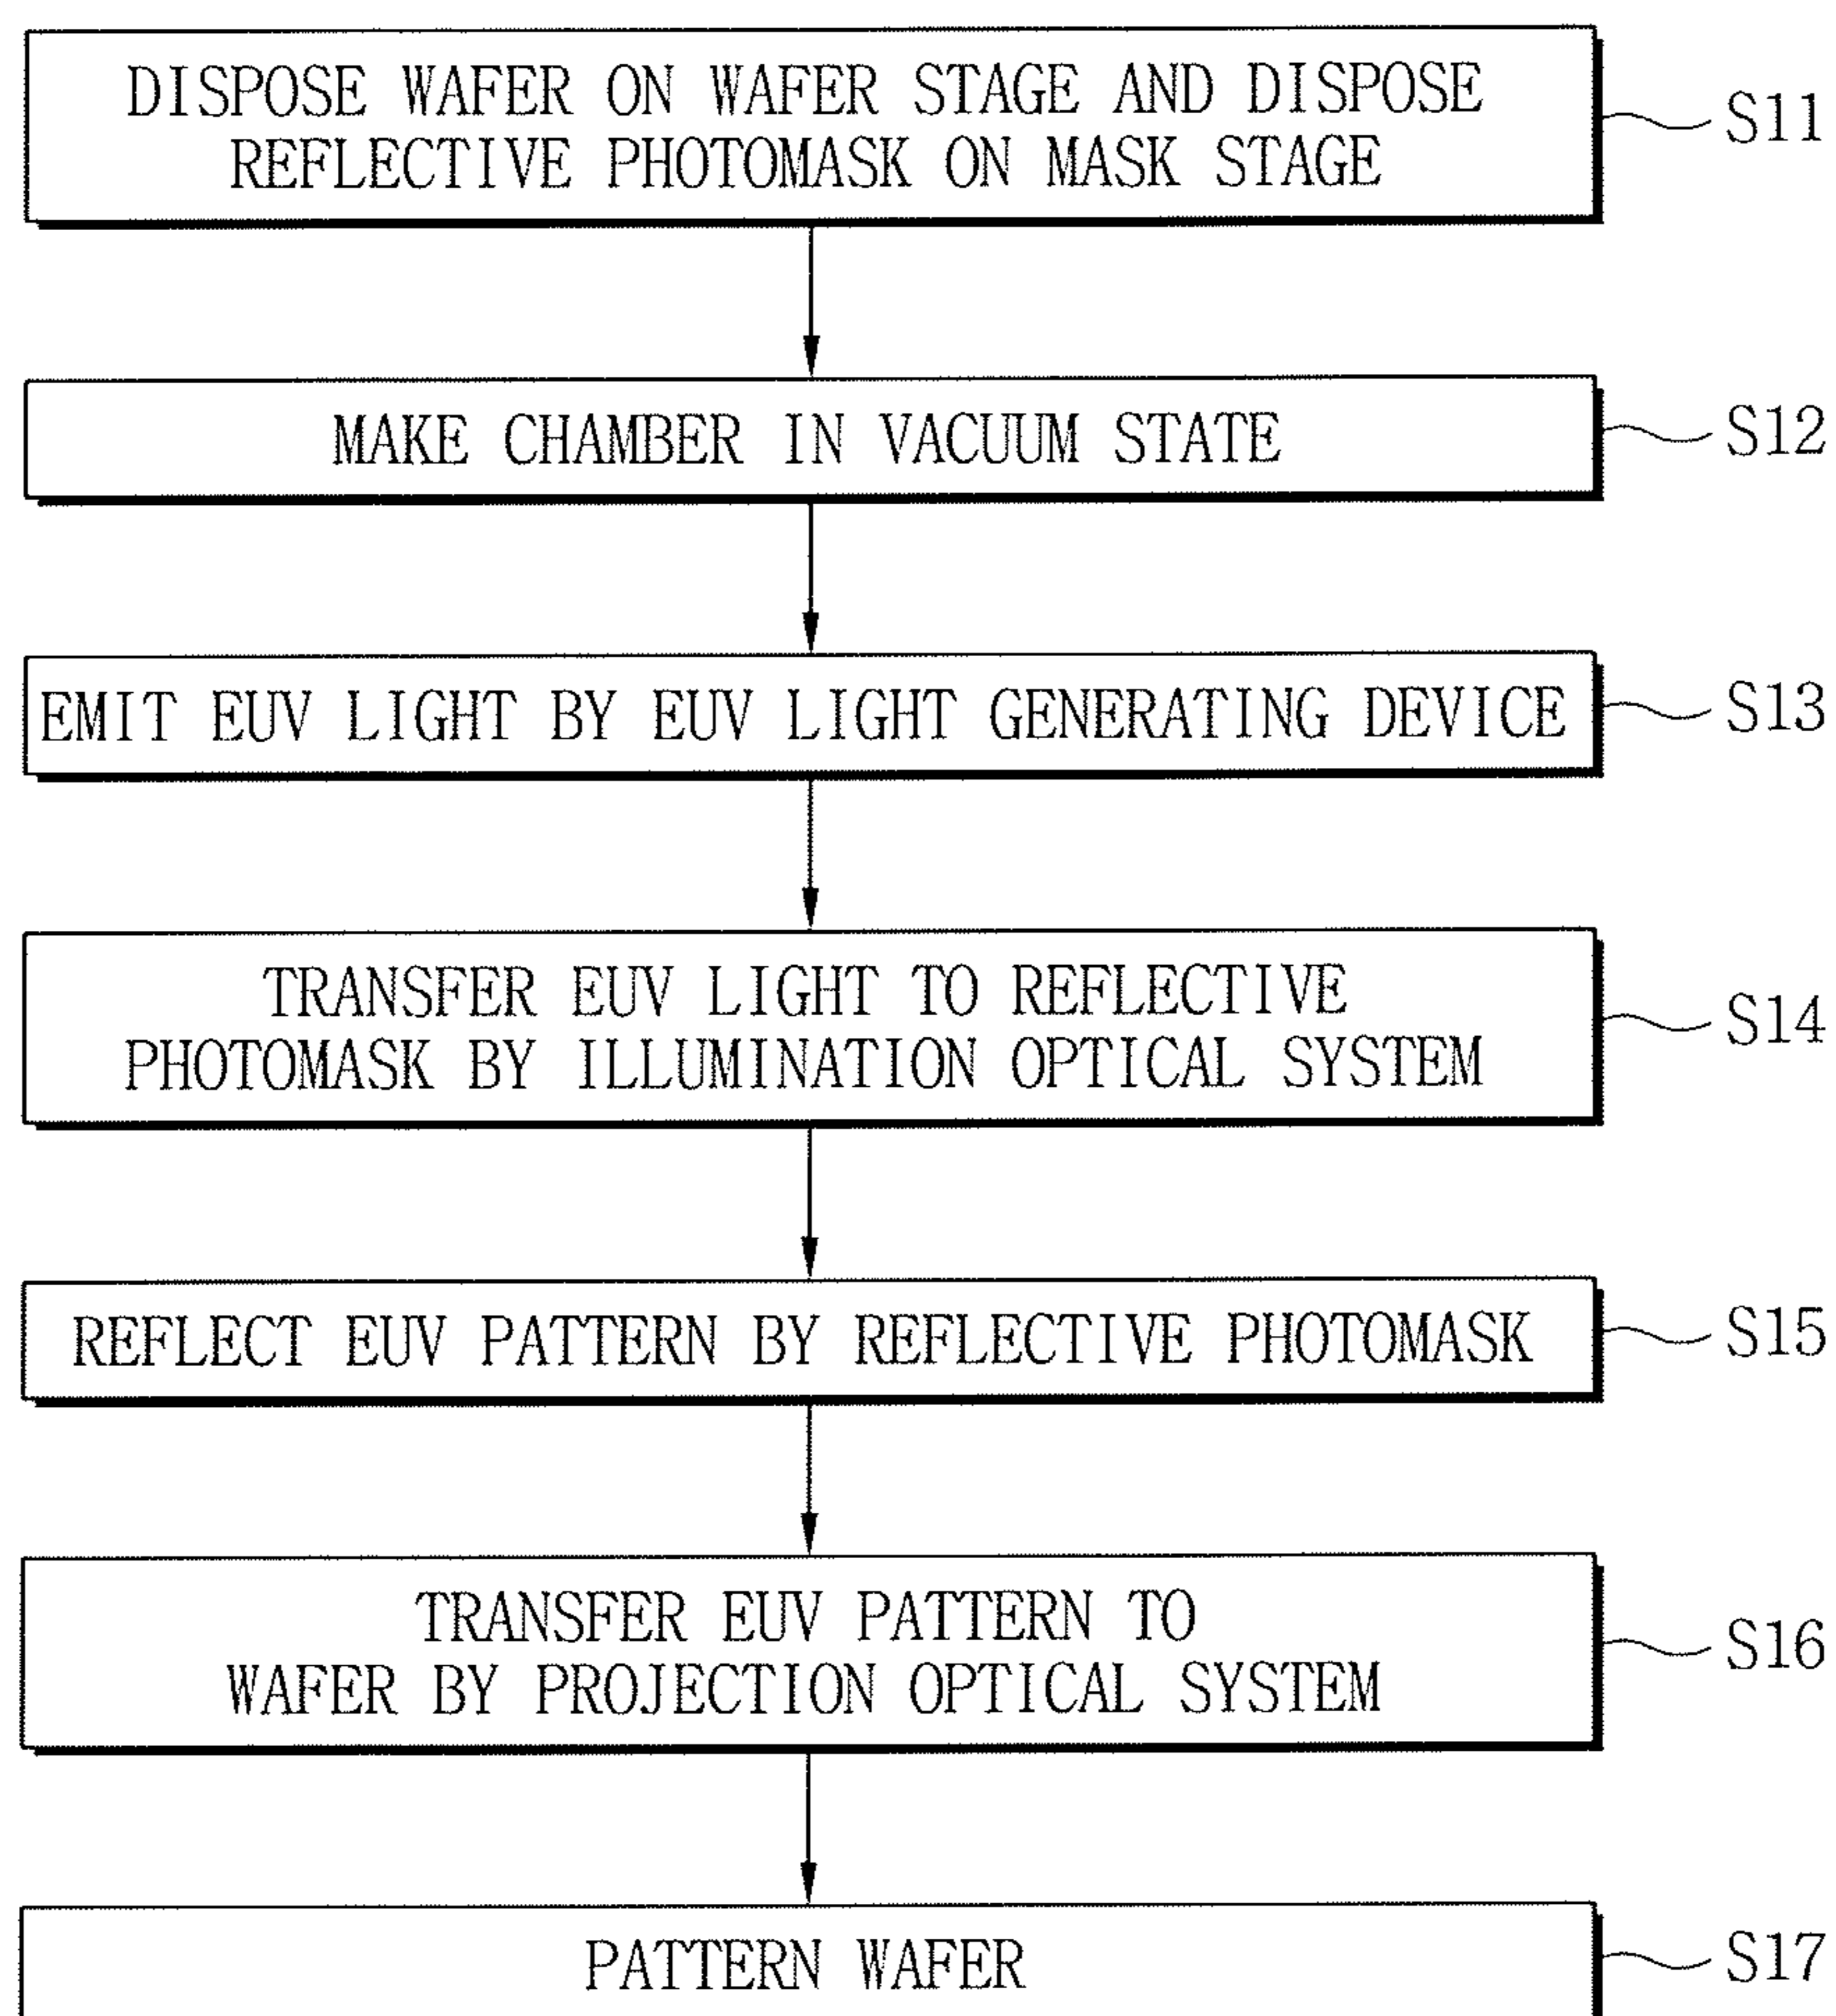 DISPOSE WAFER ON WAFER STAGE AND DISPOSE
REFLECTIVE PHOTOMASK ON MASK STAGE
S11
MAKE CHAMBER IN VACUUM STATE
S12
EMIT EUV LIGHT BY EUV LIGHT GENERATING DEVICE
S13
TRANSFER EUV LIGHT TO REFLECTIVE
PHOTOMASK BY ILLUMINATION OPTICAL SYSTEM
S14
REFLECT EUV PATTERN BY REFLECTIVE PHOTOMASK
S15
TRANSFER EUV PATTERN TO
WAFER BY PROJECTION OPTICAL SYSTEM
S16
PATTERN WAFER
S17